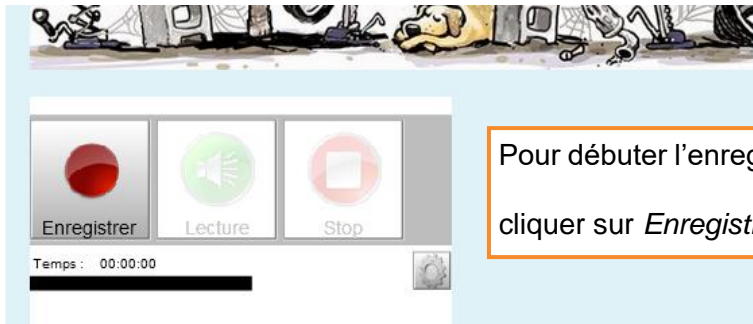 Enregistrer Lecture Stop
Temps : 00:00:00
Pour débuter l’enreg
cliquer sur Enregist